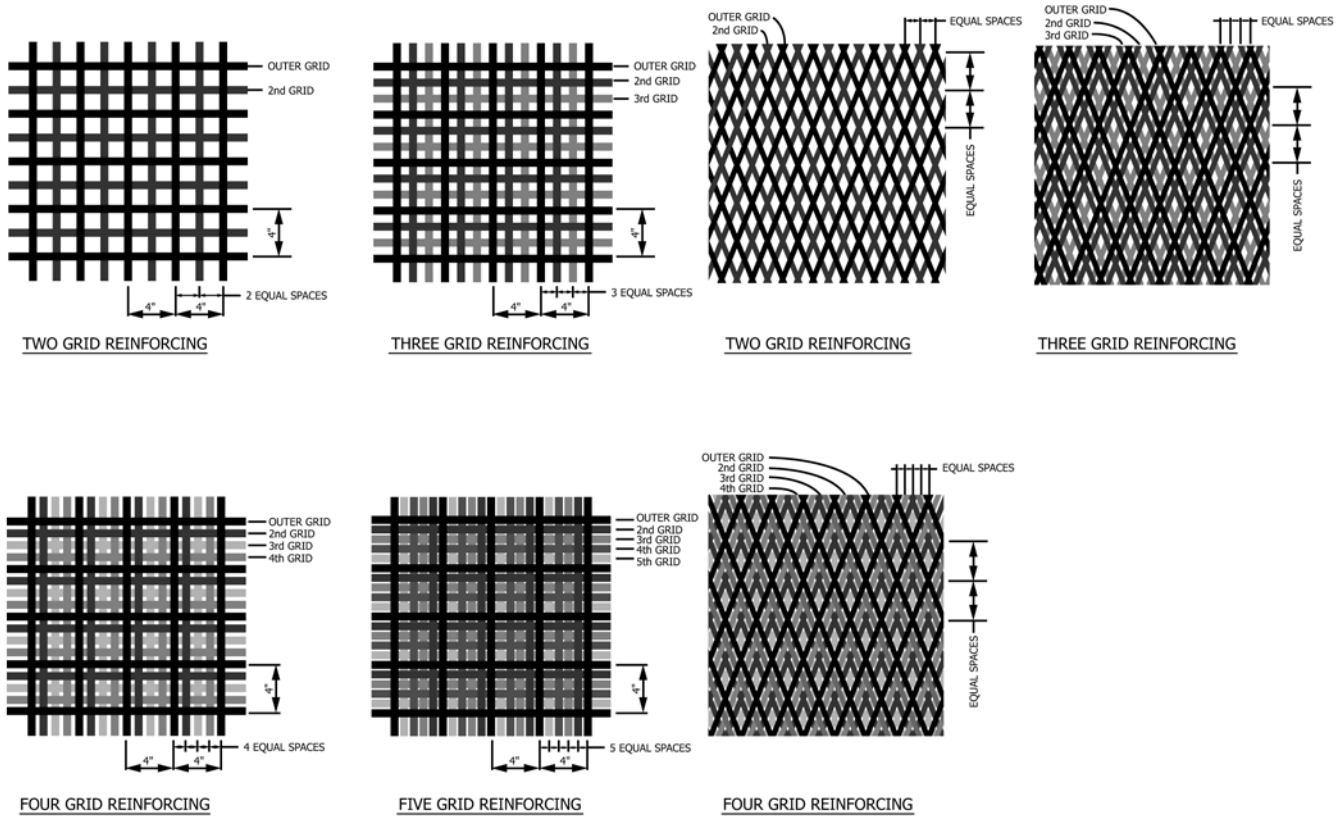 OUTER GRID
2nd GRID
4"
2 EQUAL SPACES
4"
4"
TWO GRID REINFORCING
OUTER GRID
2nd GRID
3rd GRID
4"
3 EQUAL SPACES
4"
4"
THREE GRID REINFORCING
OUTER GRID
2nd GRID
EQUAL SPACES
EQUAL SPACES
TWO GRID REINFORCING
OUTER GRID
2nd GRID
3rd GRID
EQUAL SPACES
EQUAL SPACES
THREE GRID REINFORCING
OUTER GRID
2nd GRID
3rd GRID
4th GRID
4"
4 EQUAL SPACES
4"
4"
FOUR GRID REINFORCING
OUTER GRID
2nd GRID
3rd GRID
4th GRID
5th GRID
4"
5 EQUAL SPACES
4"
4"
FIVE GRID REINFORCING
OUTER GRID
2nd GRID
3rd GRID
4th GRID
EQUAL SPACES
EQUAL SPACES
FOUR GRID REINFORCING